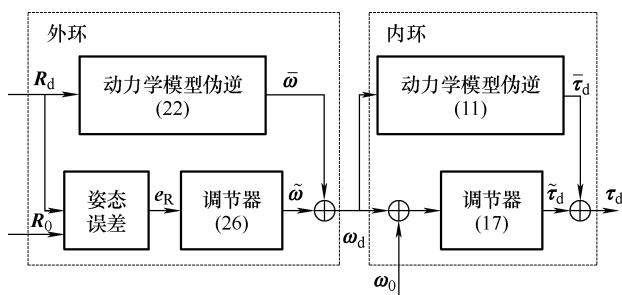 外环
内环
R_d
动力学模型伪逆
(22)
ω̄
动力学模型伪逆
(11)
τ̄_d
R_0
姿态
误差
e_R
调节器
(26)
ω̃
ω_d
调节器
(17)
τ̃_d
τ_d
ω_0